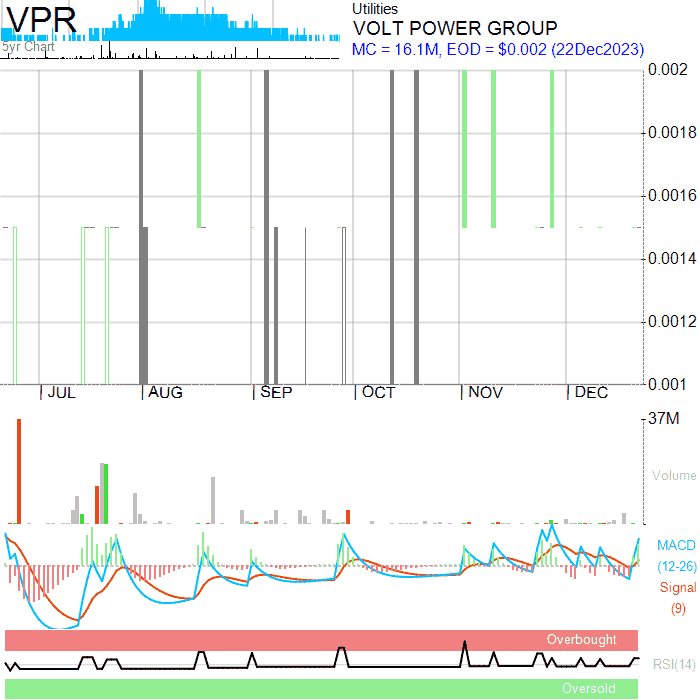 VPR
5yr Chart
Utilities
VOLT POWER GROUP
MC = 16.1M, EOD = $0.002 (22Dec2023)
0.002
0.0018
0.0016
0.0014
0.0012
0.001
JUL AUG SEP OCT NOV DEC
37M
Volume
MACD
(12-26)
Signal
(9)
Overbought
RSI(14)
Oversold